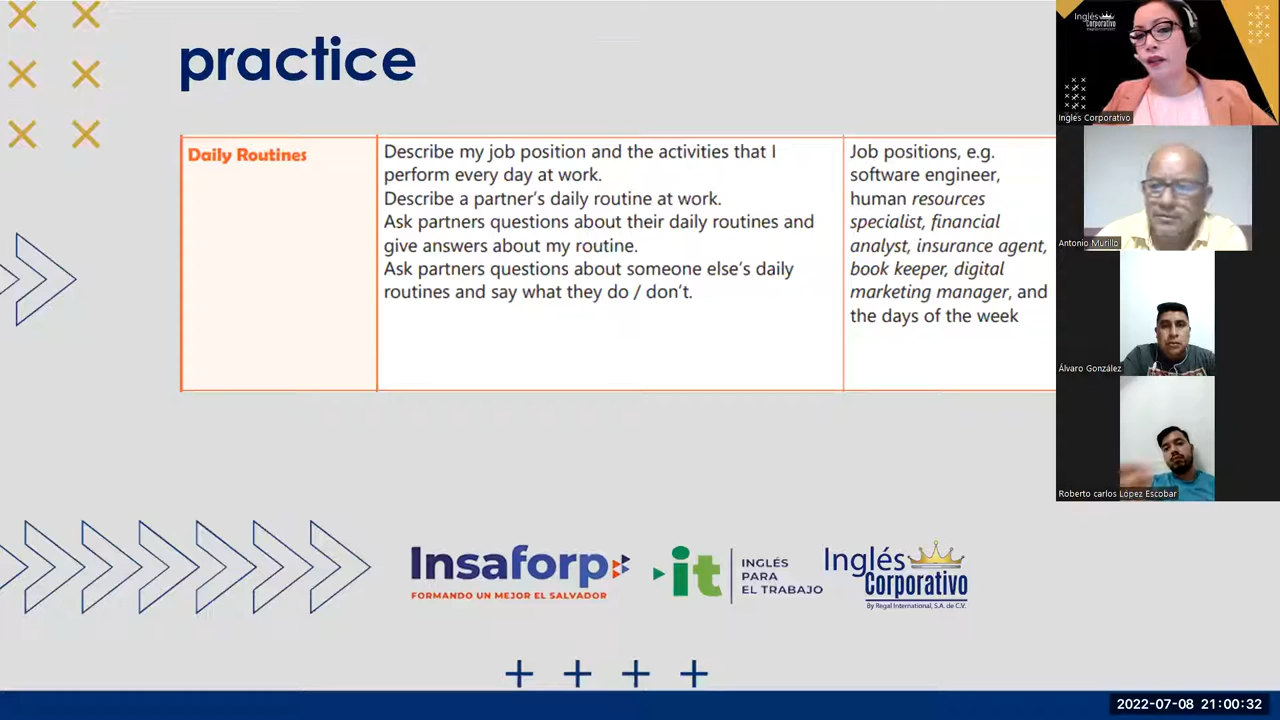 practice
Daily Routines
Describe my job position and the activities that I
perform every day at work.
Describe a partner's daily routine at work.
Ask partners questions about their daily routines and
give answers about my routine.
Ask partners questions about someone else's daily
routines and say what they do / don't.
Job positions, e.g.
software engineer,
human resources
specialist, financial
analyst, insurance agent,
book keeper, digital
marketing manager, and
the days of the week
Inglés
Corporativo
Inglés Corporativo
Antonio Murillo
Álvaro González
Roberto carlos López Escobar
Insaforp
FORMANDO UN MEJOR EL SALVADOR
it
INGLÉS
PARA
EL TRABAJO
Inglés
Corporativo
By Regal International, S.A. de C.V.
2022-07-08 21:00:32